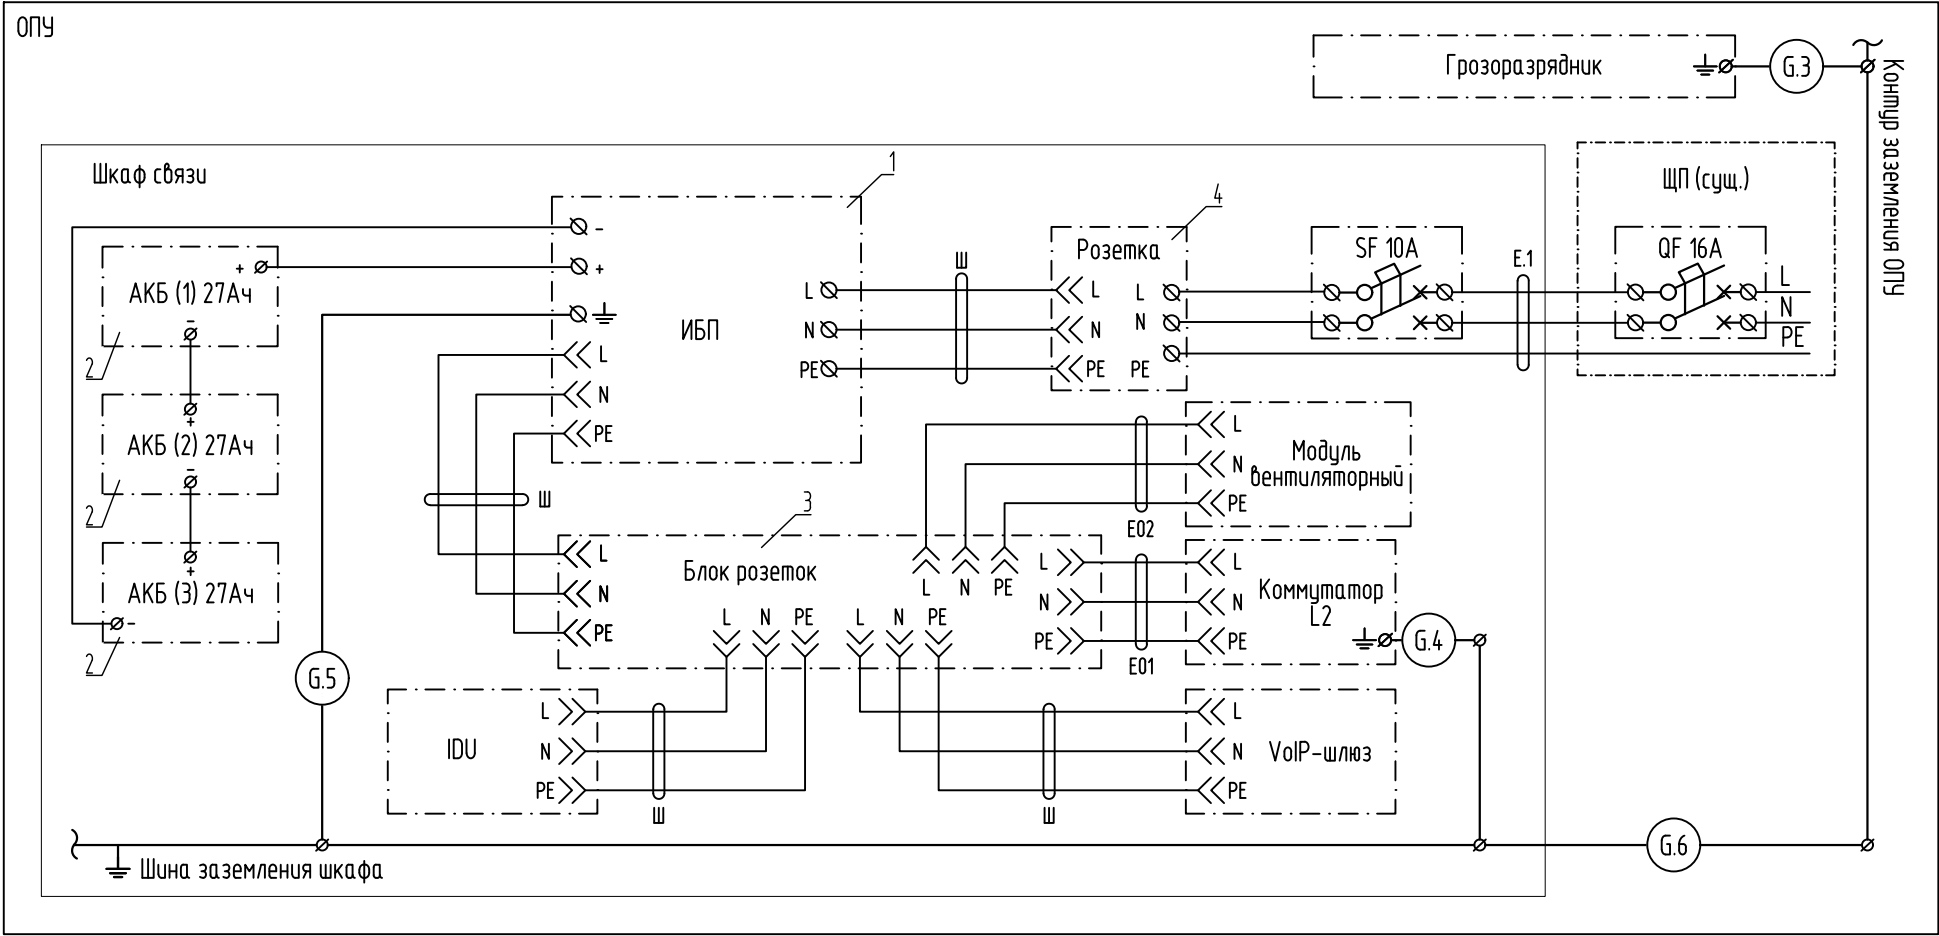 ОПУ
Грозоразрядник
G.3
Контур заземления ОПУ
Шкаф связи
1
ЩП (сущ.)
4
-
+
ИБП
L
N
PE
L
N
PE
Ш
Розетка
L
N
PE
L
N
PE
SF 10A
E.1
QF 16A
L
N
PE
+
АКБ (1) 27Ач
-
2
+
АКБ (2) 27Ач
-
2
+
АКБ (3) 27Ач
-
2
Ш
3
Блок розеток
L
N
PE
L N PE
L N PE
L N PE
L
N
PE
E02
L
N
PE
Модуль
вентиляторный
E01
L
N
PE
Коммутатор
L2
G.4
G.5
IDU
L
N
PE
Ш
Ш
L
N
PE
VoIP-шлюз
G.6
Шина заземления шкафа